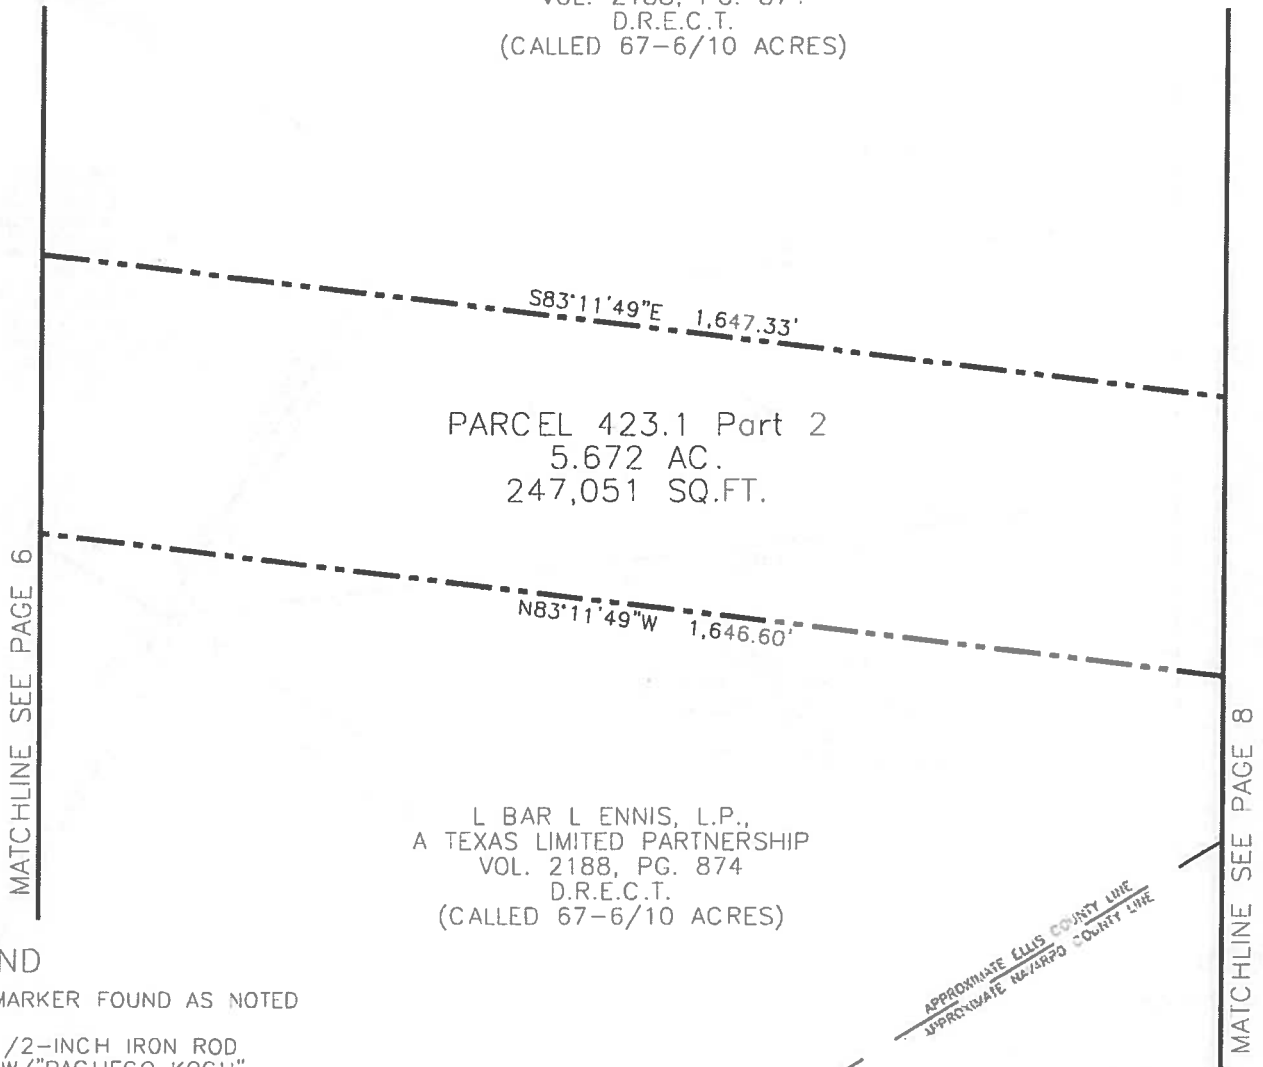 D.R.E.C.T.
(CALLED 67-6/10 ACRES)
S83°11'49"E 1,647.33'
PARCEL 423.1 Part 2
5.672 AC.
247,051 SQ.FT.
N83°11'49"W 1,646.60'
MATCHLINE SEE PAGE 6
MATCHLINE SEE PAGE 8
L BAR L ENNIS, L.P.,
A TEXAS LIMITED PARTNERSHIP
VOL. 2188, PG. 874
D.R.E.C.T.
(CALLED 67-6/10 ACRES)
APPROXIMATE ELLIS COUNTY LINE
APPROXIMATE NAVARRO COUNTY LINE
ND
MARKER FOUND AS NOTED
/2-INCH IRON ROD